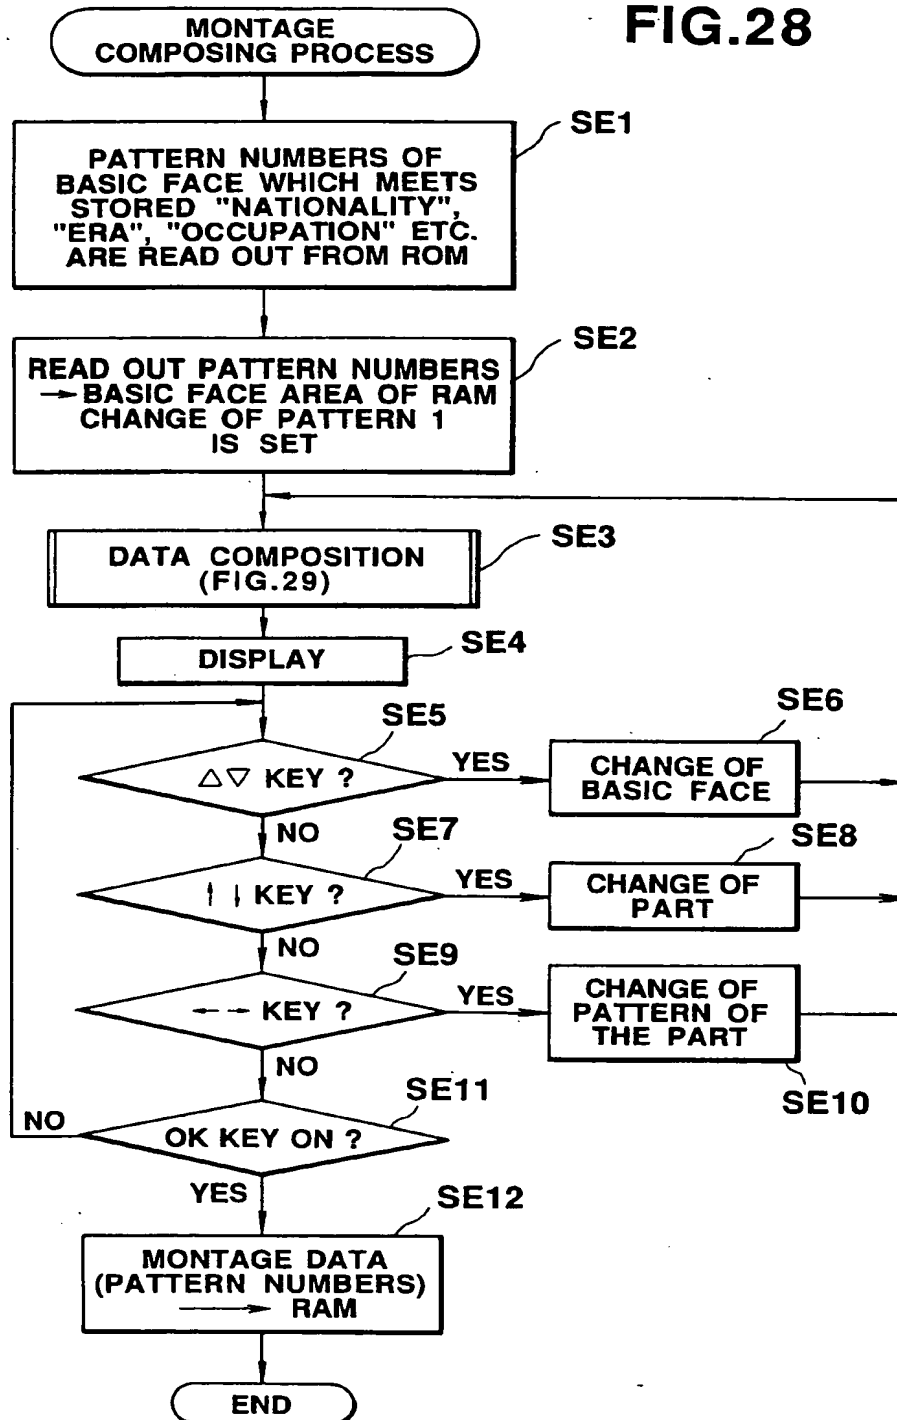 FIG.28
MONTAGE
COMPOSING PROCESS
SE1
PATTERN NUMBERS OF
BASIC FACE WHICH MEETS
STORED "NATIONALITY",
"ERA", "OCCUPATION" ETC.
ARE READ OUT FROM ROM
SE2
READ OUT PATTERN NUMBERS
→BASIC FACE AREA OF RAM
CHANGE OF PATTERN 1
IS SET
SE3
DATA COMPOSITION
(FIG.29)
SE4
DISPLAY
SE5
△▽ KEY ?
YES
SE6
CHANGE OF
BASIC FACE
NO
SE7
↑ ↓ KEY ?
YES
SE8
CHANGE OF
PART
NO
SE9
← → KEY ?
YES
CHANGE OF
PATTERN OF
THE PART
SE10
NO
SE11
OK KEY ON ?
NO
YES
SE12
MONTAGE DATA
(PATTERN NUMBERS)
→ RAM
END